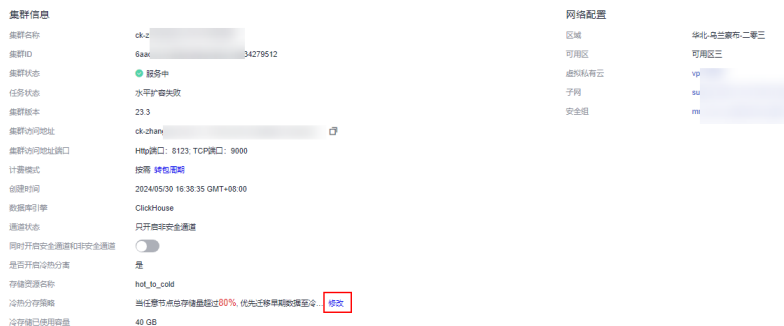 集群信息
集群名称 ck-z
集群ID 6aac 34279512
集群状态 服务中
任务状态 水平扩容失败
集群版本 23.3
集群访问地址 ck-zhan
集群访问地址端口 Http端口：8123; TCP端口：9000
计费模式 按需 转包周期
创建时间 2024/05/30 16:38:35 GMT+08:00
数据库引擎 ClickHouse
通道状态 只开启非安全通道
同时开启安全通道和非安全通道
是否开启冷热分离 是
存储资源名称 hot_to_cold
冷热分存策略 当任意节点总存储量超过80%, 优先迁移早期数据至冷... 修改
冷存储已使用容量 40 GB
网络配置
区域 华北-乌兰察布-二零三
可用区 可用区三
虚拟私有云 vp
子网 su
安全组